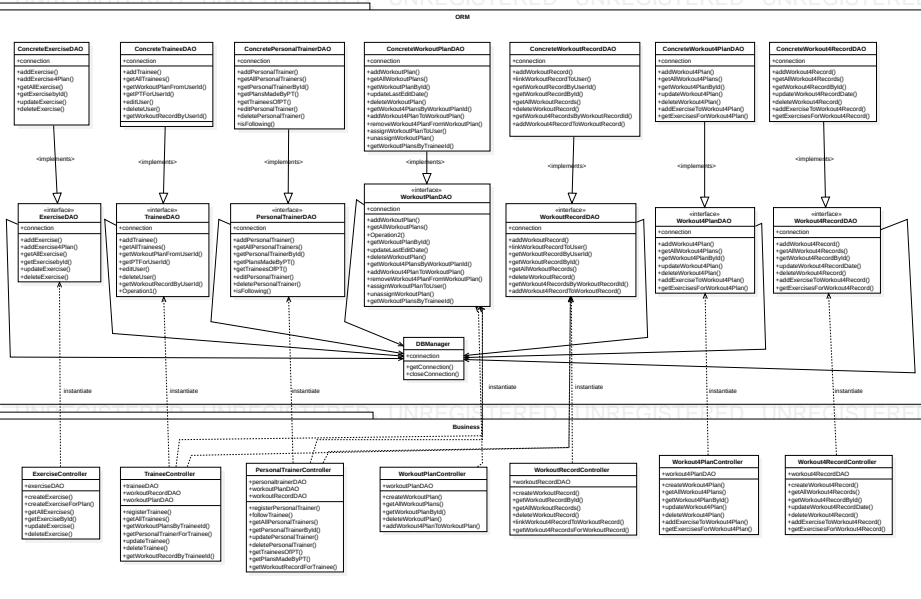 UNREGISTERED UNREGISTERED UNREGISTERED
ORM
ConcreteExerciseDAO
+connection
+addExercise()
+addExercise4Plan()
+getAllExercise()
+getExercisebyId()
+updateExercise()
+deleteExercise()
ConcreteTraineeDAO
+connection
+addTrainee()
+getAllTrainees()
+getWorkoutPlanFromUserId()
+getPTForUserId()
+editUser()
+deleteUser()
+getWorkoutRecordByUserId()
ConcretePersonalTrainerDAO
+connection
+addPersonalTrainer()
+getAllPersonalTrainers()
+getPersonalTrainerById()
+getPlansMadeByPT()
+getTraineesOfPT()
+editPersonalTrainer()
+deletePersonalTrainer()
+isFollowing()
ConcreteWorkoutPlanDAO
+connection
+addWorkoutPlan()
+getAllWorkoutPlans()
+getWorkoutPlanById()
+updateLastEditDate()
+deleteWorkoutPlan()
+getWorkout4PlansByWorkoutPlanId()
+addWorkout4PlanToWorkoutPlan()
+removeWorkout4PlanFromWorkoutPlan()
+assignWorkoutPlanToUser()
+unassignWorkoutPlan()
+getWorkoutPlansByTraineeId()
ConcreteWorkoutRecordDAO
+connection
+addWorkoutRecord()
+linkWorkoutRecordToUser()
+getWorkoutRecordByUserId()
+getWorkoutRecordById()
+getAllWorkoutRecords()
+deleteWorkoutRecord()
+getWorkout4RecordsByWorkoutRecordId()
+addWorkout4RecordToWorkoutRecord()
ConcreteWorkout4PlanDAO
+connection
+addWorkout4Plan()
+getAllWorkout4Plans()
+getWorkout4PlanById()
+updateWorkout4Plan()
+deleteWorkout4Plan()
+addExerciseToWorkout4Plan()
+getExercisesForWorkout4Plan()
ConcreteWorkout4RecordDAO
+connection
+addWorkout4Record()
+getAllWorkout4Records()
+getWorkout4RecordById()
+updateWorkout4RecordDate()
+deleteWorkout4Record()
+addExerciseToWorkout4Record()
+getExercisesForWorkout4Record()
<implements>
<implements>
<implements>
<implements>
<implements>
<implements>
<implements>
«interface»
ExerciseDAO
+connection
+addExercise()
+addExercise4Plan()
+getAllExercise()
+getExercisebyId()
+updateExercise()
+deleteExercise()
«interface»
TraineeDAO
+connection
+addTrainee()
+getAllTrainees()
+getWorkoutPlanFromUserId()
+getPTForUserId()
+editUser()
+deleteUser()
+getWorkoutRecordByUserId()
+Operation1()
«interface»
PersonalTrainerDAO
+connection
+addPersonalTrainer()
+getAllPersonalTrainers()
+getPersonalTrainerById()
+getPlansMadeByPT()
+getTraineesOfPT()
+editPersonalTrainer()
+deletePersonalTrainer()
+isFollowing()
«interface»
WorkoutPlanDAO
+connection
+addWorkoutPlan()
+getAllWorkoutPlans()
+Operation2()
+getWorkoutPlanById()
+updateLastEditDate()
+deleteWorkoutPlan()
+getWorkout4PlansByWorkoutPlanId()
+addWorkout4PlanToWorkoutPlan()
+removeWorkout4PlanFromWorkoutPlan()
+assignWorkoutPlanToUser()
+unassignWorkoutPlan()
+getWorkoutPlansByTraineeId()
«interface»
WorkoutRecordDAO
+connection
+addWorkoutRecord()
+linkWorkoutRecordToUser()
+getWorkoutRecordByUserId()
+getWorkoutRecordById()
+getAllWorkoutRecords()
+deleteWorkoutRecord()
+getWorkout4RecordsByWorkoutRecordId()
+addWorkout4RecordToWorkoutRecord()
«interface»
Workout4PlanDAO
+connection
+addWorkout4Plan()
+getAllWorkout4Plans()
+getWorkout4PlanById()
+updateWorkout4Plan()
+deleteWorkout4Plan()
+addExerciseToWorkout4Plan()
+getExercisesForWorkout4Plan()
«interface»
Workout4RecordDAO
+connection
+addWorkout4Record()
+getAllWorkout4Records()
+getWorkout4RecordById()
+updateWorkout4RecordDate()
+deleteWorkout4Record()
+addExerciseToWorkout4Record()
+getExercisesForWorkout4Record()
DBManager
+connection
+getConnection()
+closeConnection()
instantiate
instantiate
instantiate
instantiate
instantiate
instantiate
instantiate
UNREGISTERED UNREGISTERED UNREGISTERED UNREGISTERED UNREGISTERED
Business
ExerciseController
+exerciseDAO
+createExercise()
+createExerciseForPlan()
+getAllExercises()
+getExercisebyId()
+updateExercise()
+deleteExercise()
TraineeController
+traineeDAO
+workoutRecordDAO
+workoutPlanDAO
+registerTrainee()
+getAllTrainees()
+getWorkoutPlansByTraineeId()
+getPersonalTrainerForTrainee()
+updateTrainee()
+deleteTrainee()
+getWorkoutRecordByTraineeId()
PersonalTrainerController
+personaltrainerDAO
+workoutPlanDAO
+workoutRecordDAO
+registerPersonalTrainer()
+followTrainee()
+getAllPersonalTrainers()
+getPersonalTrainerById()
+updatePersonalTrainer()
+deletePersonalTrainer()
+getTraineesOfPT()
+getPlansMadeByPT()
+getWorkoutRecordForTrainee()
WorkoutPlanController
+workoutPlanDAO
+createWorkoutPlan()
+getAllWorkoutPlans()
+getWorkoutPlanById()
+deleteWorkoutPlan()
+addWorkout4PlanToWorkoutPlan()
WorkoutRecordController
+workoutRecordDAO
+createWorkoutRecord()
+getWorkoutRecordById()
+getAllWorkoutRecords()
+deleteWorkoutRecord()
+linkWorkout4RecordToWorkoutRecord()
+getWorkout4RecordsForWorkoutRecord()
Workout4PlanController
+workout4PlanDAO
+createWorkout4Plan()
+getAllWorkout4Plans()
+getWorkout4PlanById()
+updateWorkout4Plan()
+deleteWorkout4Plan()
+addExerciseToWorkout4Plan()
+getExercisesForWorkout4Plan()
Workout4RecordController
+workout4RecordDAO
+createWorkout4Record()
+getAllWorkout4Records()
+getWorkout4RecordById()
+updateWorkout4RecordDate()
+deleteWorkout4Record()
+addExerciseToWorkout4Record()
+getExercisesForWorkout4Record()